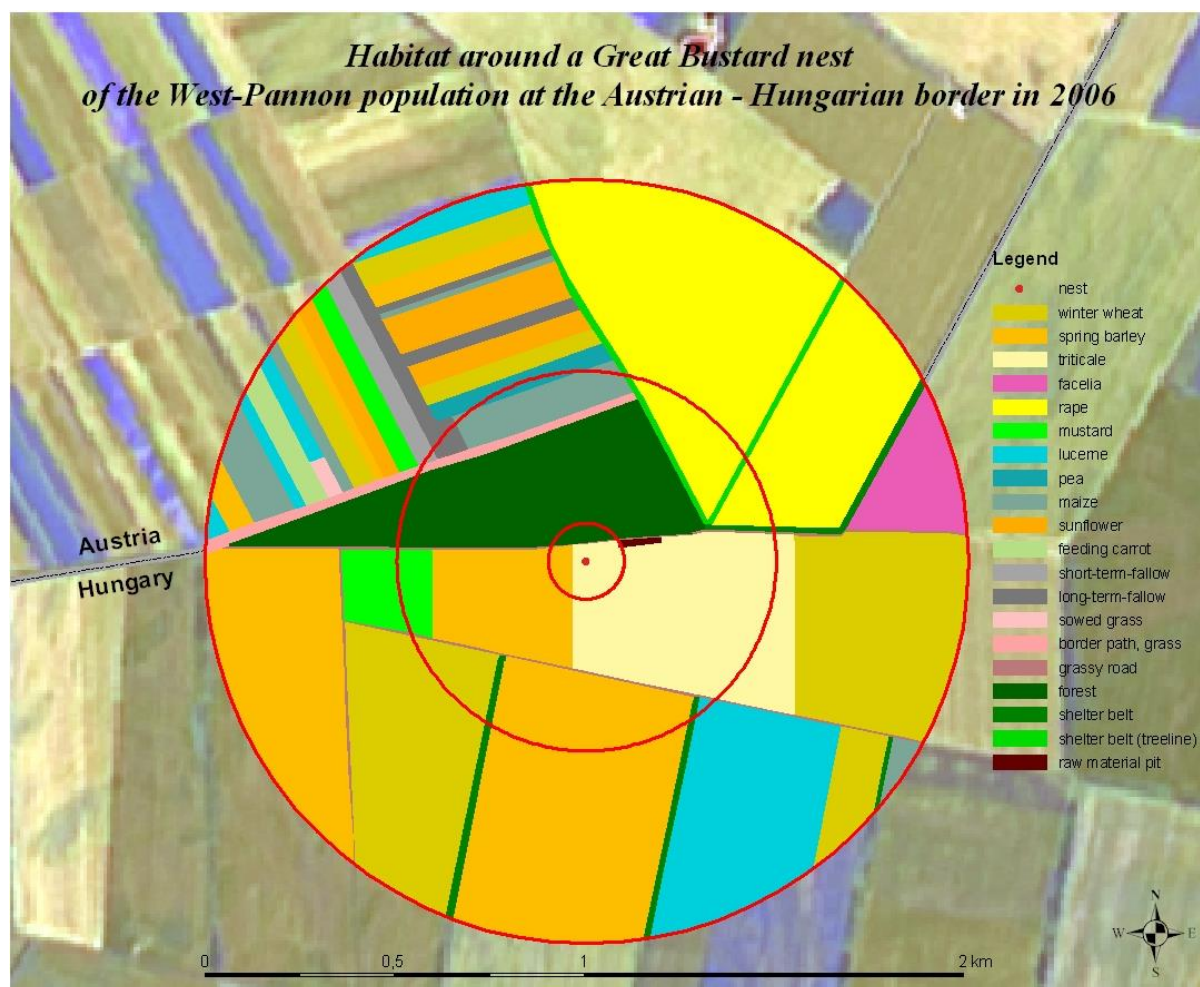 Habitat around a Great Bustard nest
of the West-Pannon population at the Austrian - Hungarian border in 2006
Legend
nest
winter wheat
spring barley
triticale
facelia
rape
mustard
lucerne
pea
maize
sunflower
feeding carrot
short-term-fallow
long-term-fallow
sowed grass
border path, grass
grassy road
forest
shelter belt
shelter belt (treeline)
raw material pit
Austria
Hungary
N
W E
S
0 0,5 1 2 km